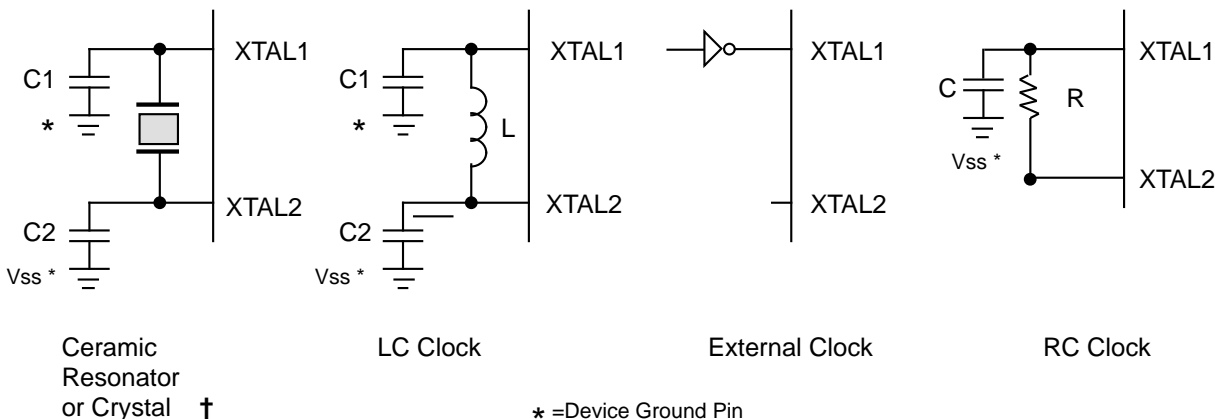 XTAL1
C1
*
XTAL2
C2
Vss *
Ceramic
Resonator
or Crystal †
XTAL1
C1
*
L
XTAL2
C2
Vss *
LC Clock
XTAL1
XTAL2
External Clock
XTAL1
C
R
Vss *
XTAL2
RC Clock
* =Device Ground Pin